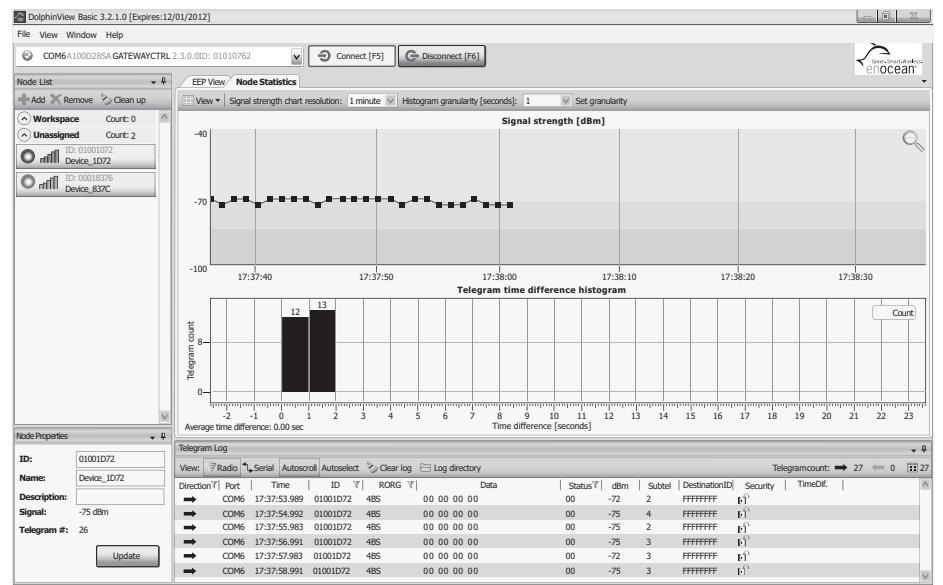 DolphinView Basic 3.2.1.0 [Expires:12/01/2012]
File View Window Help
COM6 A100D28SA GATEWAYCTRL 2.3.0.0ID: 01010762
Connect [F5]
Disconnect [F6]
Green. Smart. Wireless.
enocean
Node List
Add Remove Clean up
Workspace Count: 0
Unassigned Count: 2
ID: 01001072
Device_1D72
ID: 00018376
Device_837C
EEP View Node Statistics
View Signal strength chart resolution: 1 minute Histogram granularity [seconds]: 1 Set granularity
Signal strength [dBm]
-40
-70
-100
17:37:40 17:37:50 17:38:00 17:38:10 17:38:20 17:38:30
Telegram time difference histogram
12 13
Count
Telegram count
8
0
-2 -1 0 1 2 3 4 5 6 7 8 9 10 11 12 13 14 15 16 17 18 19 20 21 22 23
Average time difference: 0.00 sec
Time difference [seconds]
Node Properties
ID: 01001D72
Name: Device_1D72
Description:
Signal: -75 dBm
Telegram #: 26
Update
Telegram Log
View: Radio Serial Autoscroll Autoselect Clear log Log directory Telegramcount: 27 0 27
Direction Port Time ID RORG Data Status dBm Subtel DestinationID Security TimeDif.
COM6 17:37:53.989 01001D72 4BS 00 00 00 00 00 -72 2 FFFFFFFF
COM6 17:37:54.992 01001D72 4BS 00 00 00 00 00 -75 4 FFFFFFFF
COM6 17:37:55.983 01001D72 4BS 00 00 00 00 00 -75 2 FFFFFFFF
COM6 17:37:56.991 01001D72 4BS 00 00 00 00 00 -75 3 FFFFFFFF
COM6 17:37:57.983 01001D72 4BS 00 00 00 00 00 -72 3 FFFFFFFF
COM6 17:37:58.991 01001D72 4BS 00 00 00 00 00 -75 3 FFFFFFFF